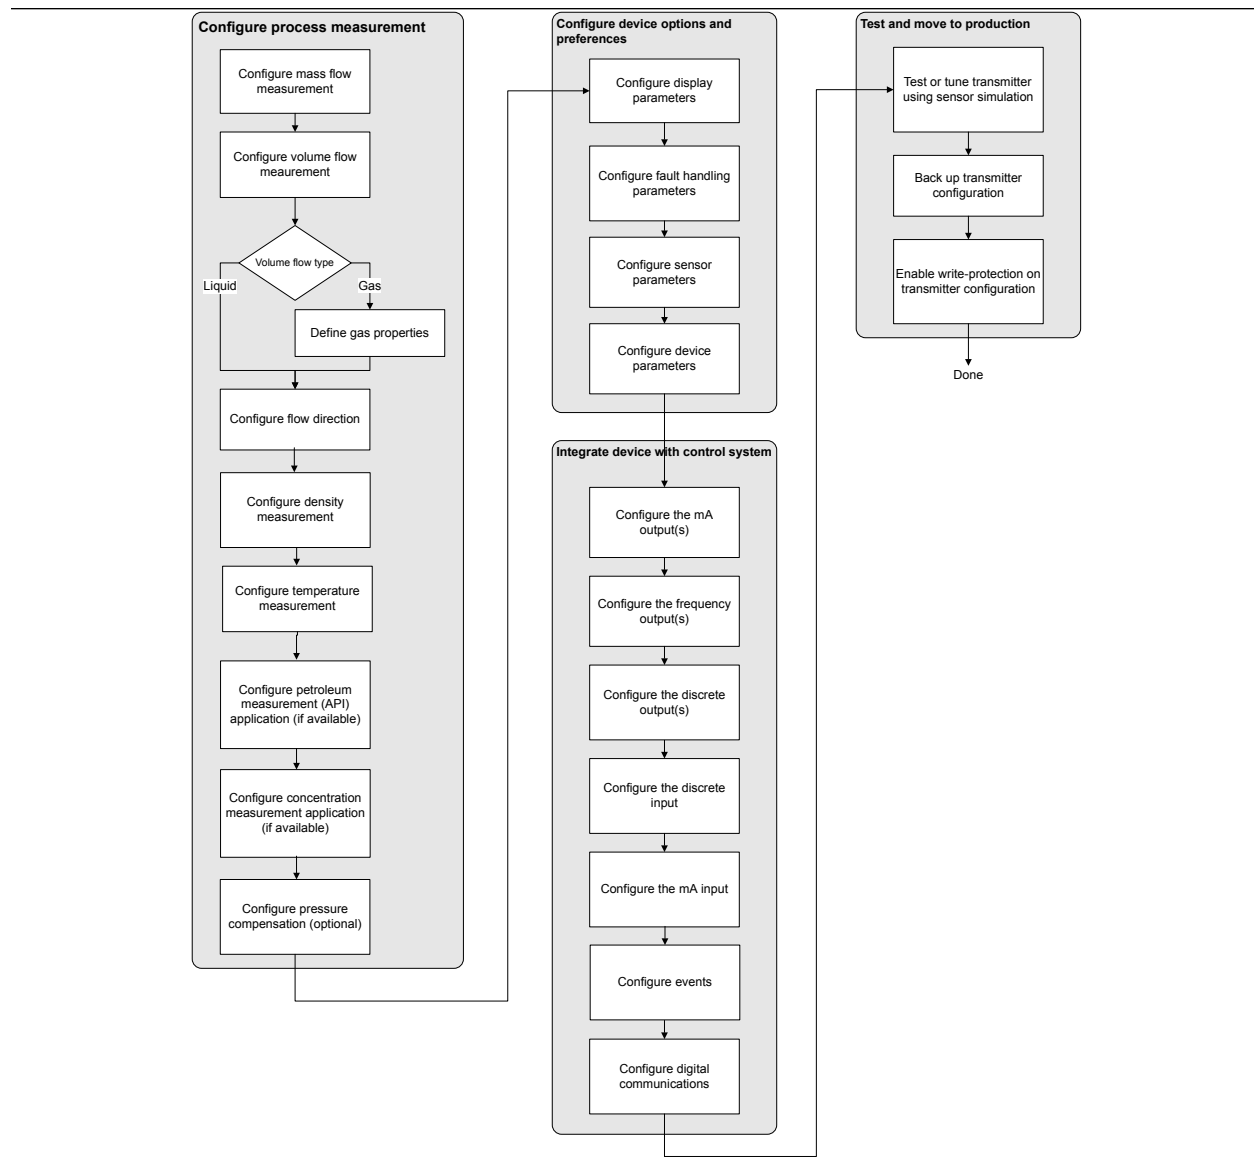 Configure process measurement
Configure mass flow
measurement
Configure volume flow
meaurement
Volume flow type
Liquid
Gas
Define gas properties
Configure flow direction
Configure density
measurement
Configure temperature
measurement
Configure petroleum
measurement (API)
application (if available)
Configure concentration
measurement application
(if available)
Configure pressure
compensation (optional)
Configure device options and
preferences
Configure display
parameters
Configure fault handling
parameters
Configure sensor
parameters
Configure device
parameters
Integrate device with control system
Configure the mA
output(s)
Configure the frequency
output(s)
Configure the discrete
output(s)
Configure the discrete
input
Configure the mA input
Configure events
Configure digital
communications
Test and move to production
Test or tune transmitter
using sensor simulation
Back up transmitter
configuration
Enable write-protection on
transmitter configuration
Done